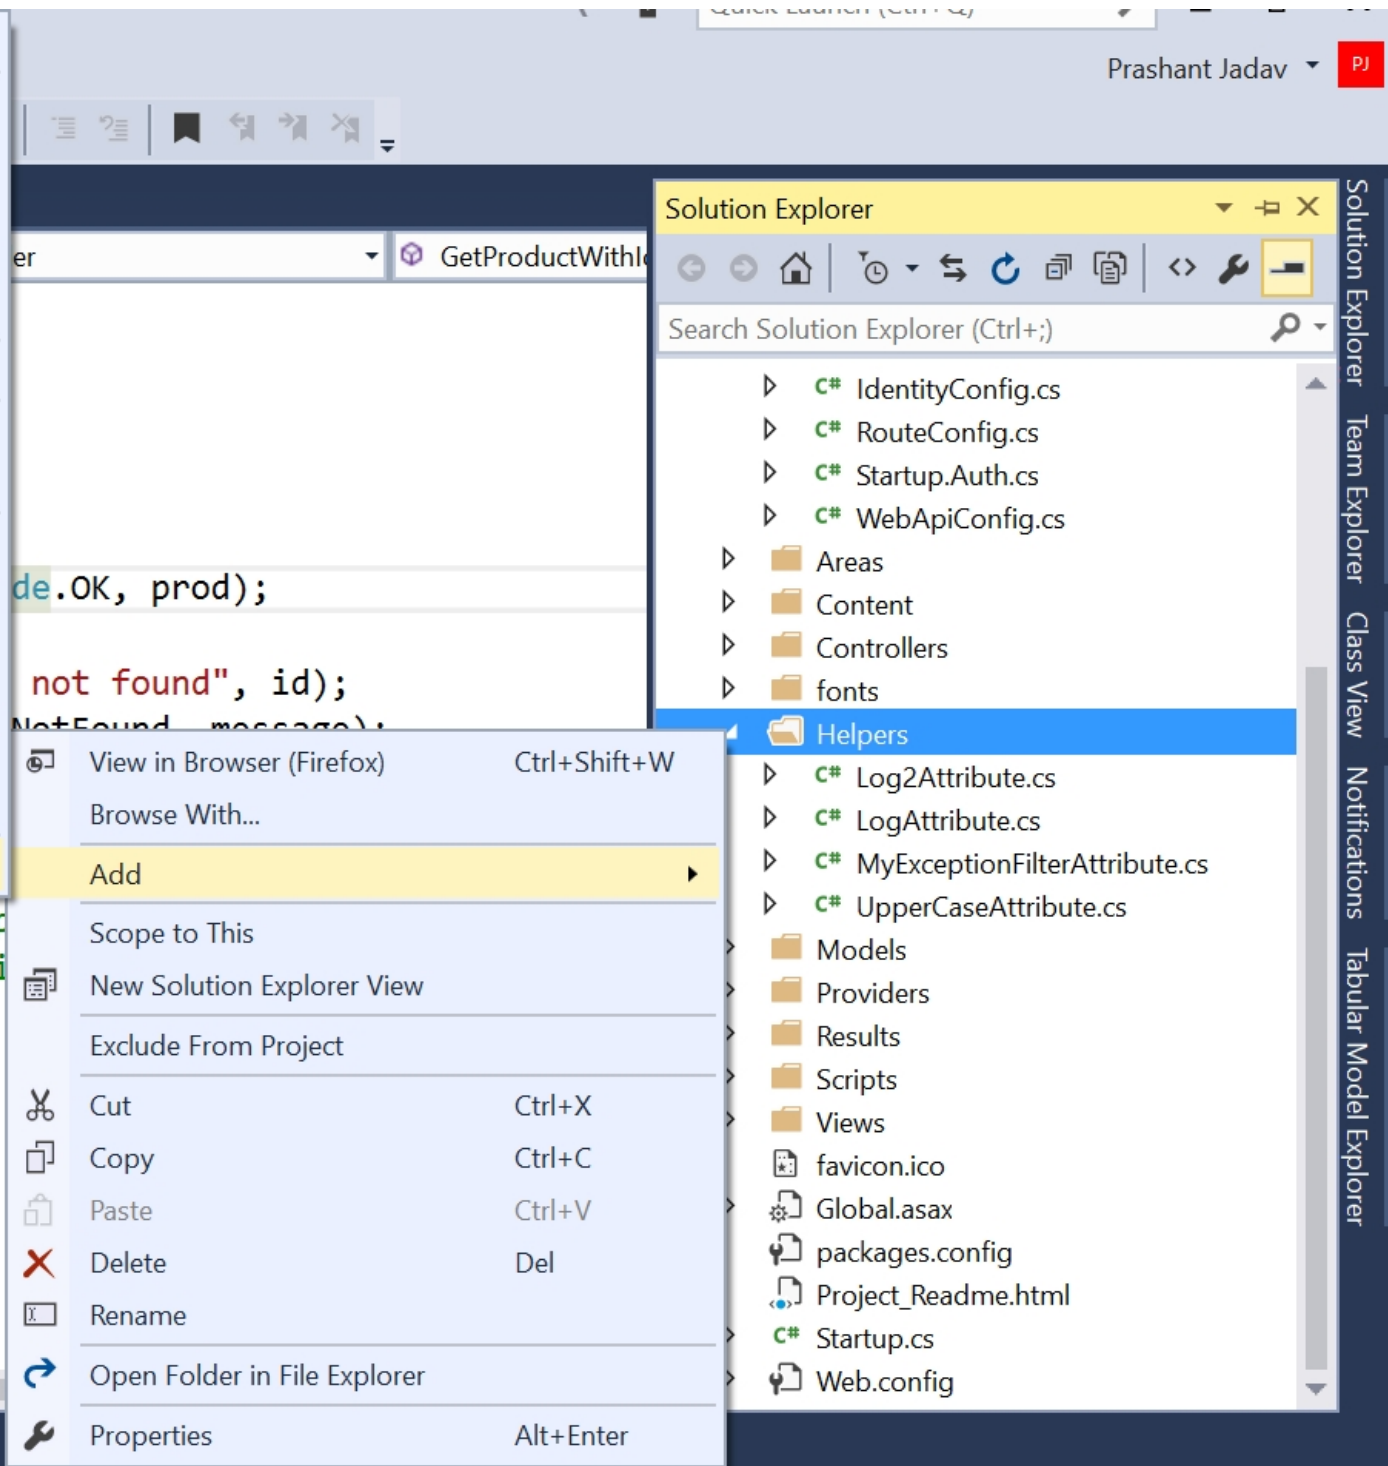 Quick Launch (Ctrl+Q)
Prashant Jadav
PJ
Solution Explorer
er
GetProductWithI
Search Solution Explorer (Ctrl+;)
C# IdentityConfig.cs
C# RouteConfig.cs
C# Startup.Auth.cs
C# WebApiConfig.cs
Areas
Content
Controllers
fonts
Helpers
C# Log2Attribute.cs
C# LogAttribute.cs
C# MyExceptionFilterAttribute.cs
C# UpperCaseAttribute.cs
Models
Providers
Results
Scripts
Views
favicon.ico
Global.asax
packages.config
Project_Readme.html
C# Startup.cs
Web.config
de.OK, prod);
not found", id);
NotFound, message);
View in Browser (Firefox) Ctrl+Shift+W
Browse With...
Add
Scope to This
New Solution Explorer View
Exclude From Project
Cut Ctrl+X
Copy Ctrl+C
Paste Ctrl+V
Delete Del
Rename
Open Folder in File Explorer
Properties Alt+Enter
Solution Explorer
Team Explorer
Class View
Notifications
Tabular Model Explorer